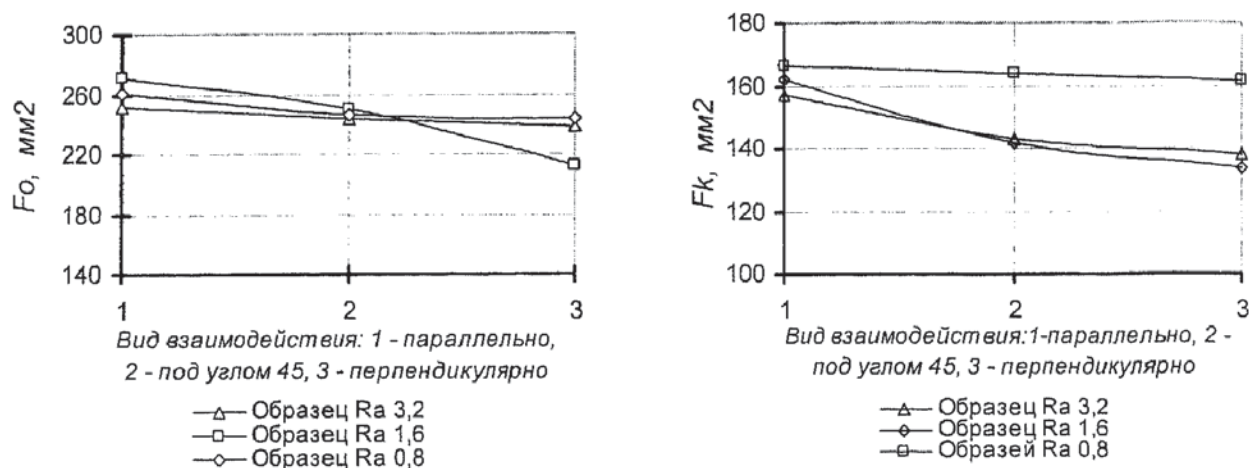 300
260
220
180
140
Fo, мм2
1 2 3
Вид взаимодействия: 1 - параллельно,
2 - под углом 45, 3 - перпендикулярно
Образец Ra 3,2
Образец Ra 1,6
Образец Ra 0,8
180
160
140
120
100
Fk, мм2
1 2 3
Вид взаимодействия:1-параллельно, 2 -
под углом 45, 3 - перпендикулярно
Образец Ra 3,2
Образец Ra 1,6
Образей Ra 0,8